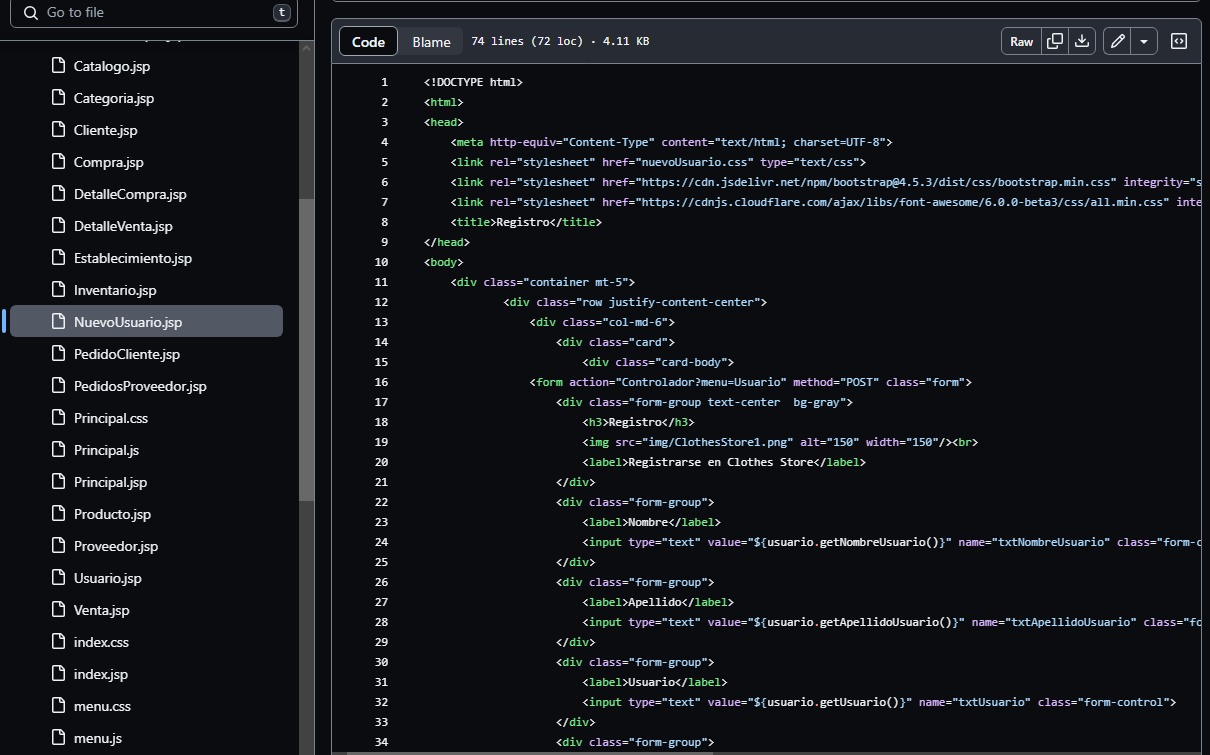 Go to file
t
Catalogo.jsp
Categoria.jsp
Cliente.jsp
Compra.jsp
DetalleCompra.jsp
DetalleVenta.jsp
Establecimiento.jsp
Inventario.jsp
NuevoUsuario.jsp
PedidoCliente.jsp
PedidosProveedor.jsp
Principal.css
Principal.js
Principal.jsp
Producto.jsp
Proveedor.jsp
Usuario.jsp
Venta.jsp
index.css
index.jsp
menu.css
menu.js
Code Blame 74 lines (72 loc) · 4.11 KB Raw
1 <!DOCTYPE html>
2 <html>
3 <head>
4 <meta http-equiv="Content-Type" content="text/html; charset=UTF-8">
5 <link rel="stylesheet" href="nuevoUsuario.css" type="text/css">
6 <link rel="stylesheet" href="https://cdn.jsdelivr.net/npm/bootstrap@4.5.3/dist/css/bootstrap.min.css" integrity="s
7 <link rel="stylesheet" href="https://cdnjs.cloudflare.com/ajax/libs/font-awesome/6.0.0-beta3/css/all.min.css" inte
8 <title>Registro</title>
9 </head>
10 <body>
11 <div class="container mt-5">
12 <div class="row justify-content-center">
13 <div class="col-md-6">
14 <div class="card">
15 <div class="card-body">
16 <form action="Controlador?menu=Usuario" method="POST" class="form">
17 <div class="form-group text-center  bg-gray">
18 <h3>Registro</h3>
19 <img src="img/ClothesStore1.png" alt="150" width="150"/><br>
20 <label>Registrarse en Clothes Store</label>
21 </div>
22 <div class="form-group">
23 <label>Nombre</label>
24 <input type="text" value="${usuario.getNombreUsuario()}" name="txtNombreUsuario" class="form-c
25 </div>
26 <div class="form-group">
27 <label>Apellido</label>
28 <input type="text" value="${usuario.getApellidoUsuario()}" name="txtApellidoUsuario" class="fo
29 </div>
30 <div class="form-group">
31 <label>Usuario</label>
32 <input type="text" value="${usuario.getUsuario()}" name="txtUsuario" class="form-control">
33 </div>
34 <div class="form-group">